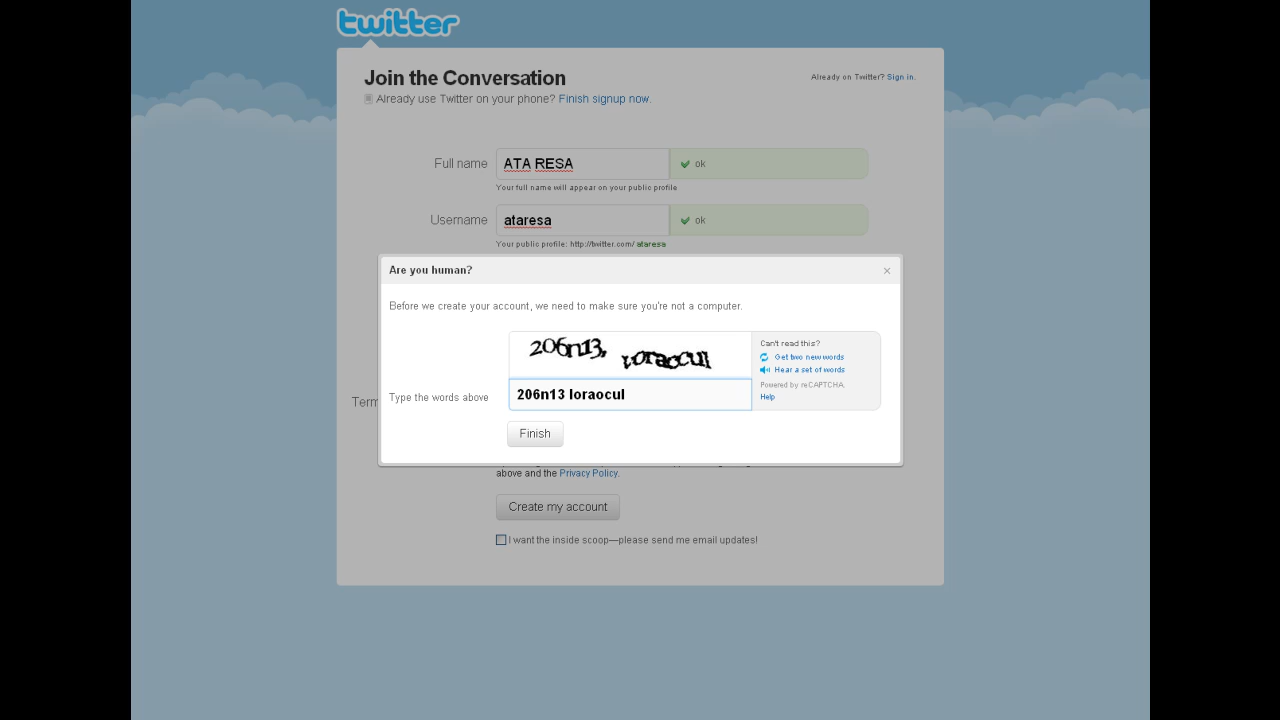 twitter
Join the Conversation
Already on Twitter? Sign in.
Already use Twitter on your phone? Finish signup now.
Full name ATA RESA ok
Your full name will appear on your public profile
Username ataresa ok
Your public profile: http://twitter.com/ ataresa
Are you human? ×
Before we create your account, we need to make sure you're not a computer.
Can't read this?
Get two new words
Hear a set of words
Powered by reCAPTCHA.
Help
Type the words above 206n13 loraocul
Term
Finish
above and the Privacy Policy.
Create my account
I want the inside scoop—please send me email updates!